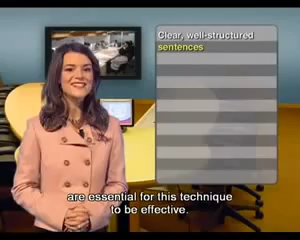 Clear, well-structured
sentences
are essential for this technique
to be effective.